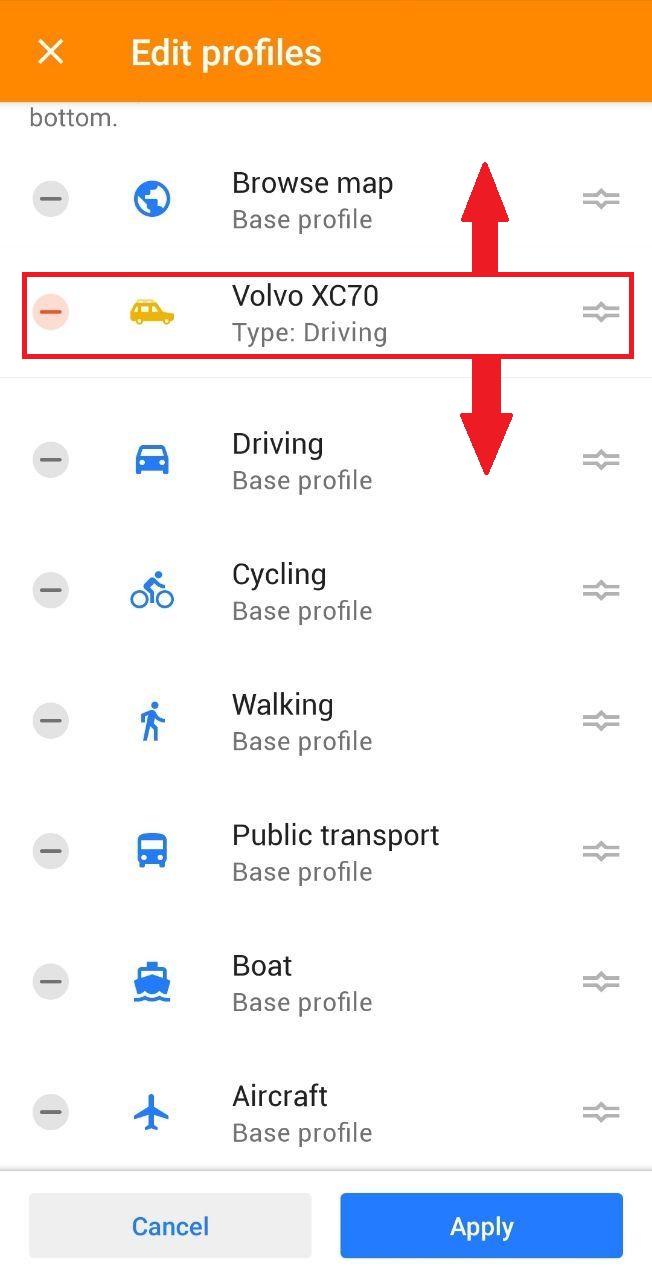 Edit profiles
bottom.
Browse map
Base profile
Volvo XC70
Type: Driving
Driving
Base profile
Cycling
Base profile
Walking
Base profile
Public transport
Base profile
Boat
Base profile
Aircraft
Base profile
Cancel
Apply